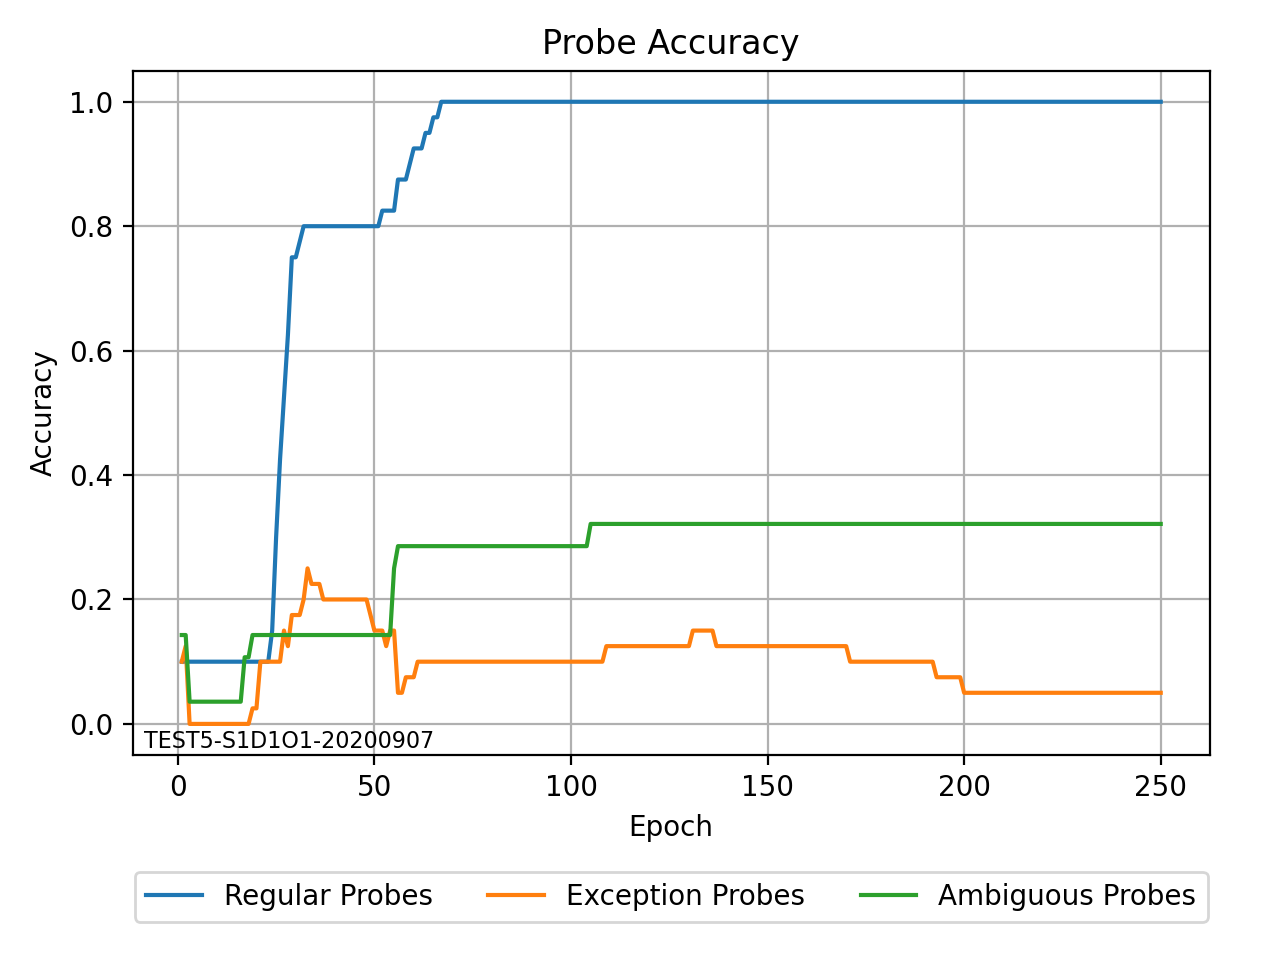 Probe Accuracy
1.0
0.8
0.6
0.4
0.2
0.0
Accuracy
TEST5-S1D1O1-20200907
0 50 100 150 200 250
Epoch
Regular Probes Exception Probes Ambiguous Probes